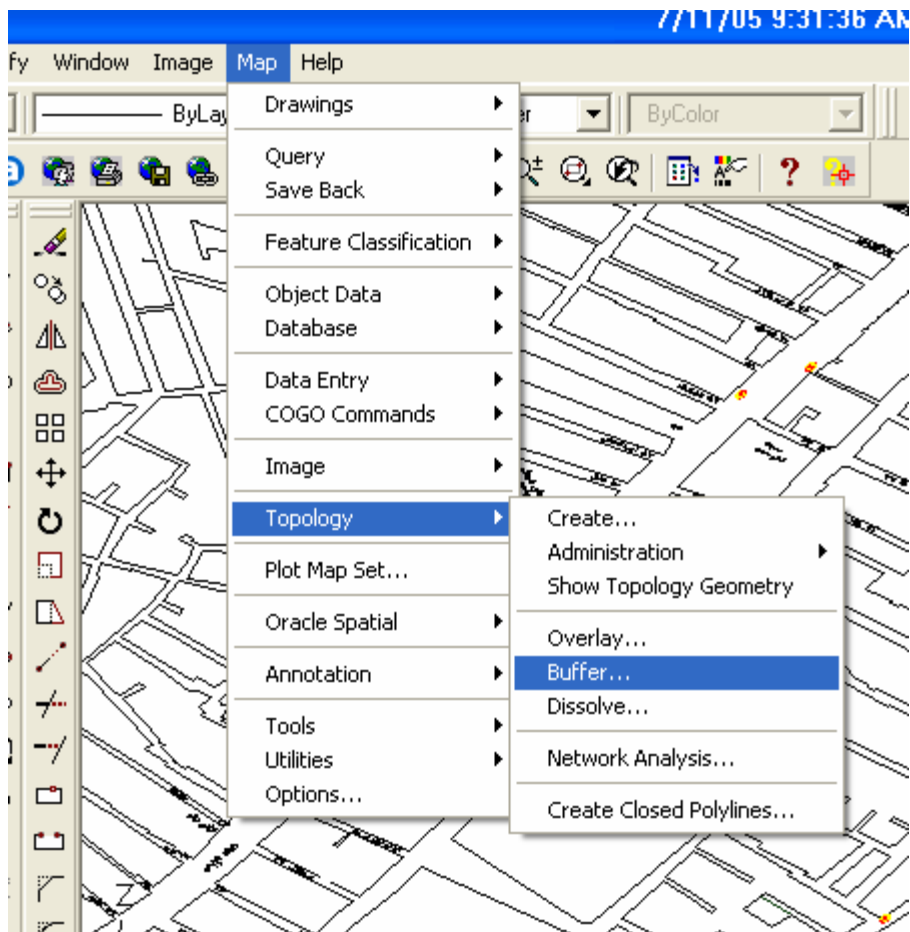 7/11/05 9:31:36 AM
fy Window Image Map Help
ByLay er ByColor
Drawings
Query
Save Back
Feature Classification
Object Data
Database
Data Entry
COGO Commands
Image
Topology
Plot Map Set...
Oracle Spatial
Annotation
Tools
Utilities
Options...
Create...
Administration
Show Topology Geometry
Overlay...
Buffer...
Dissolve...
Network Analysis...
Create Closed Polylines...